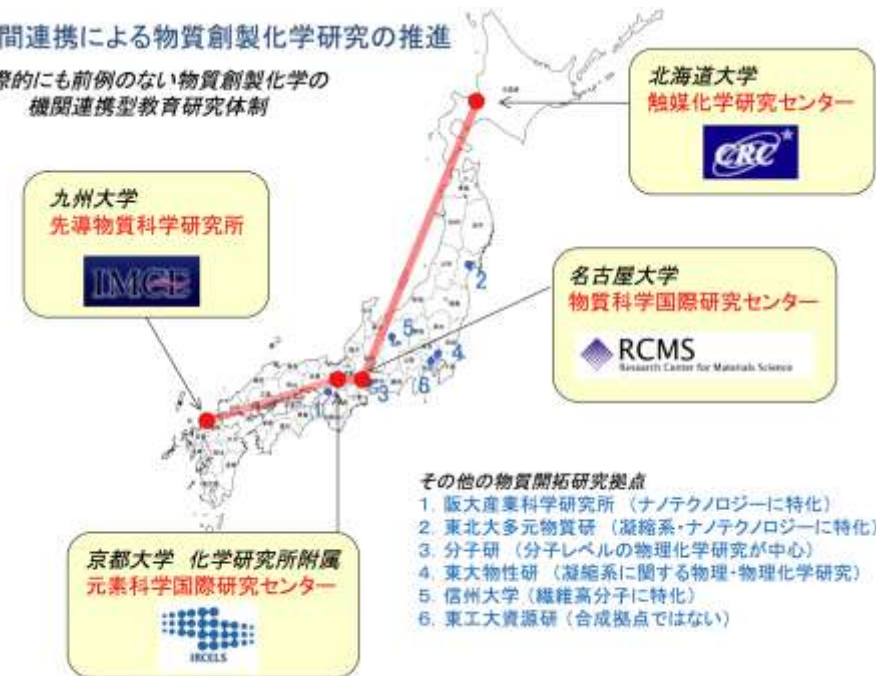 間連携による物質創製化学研究の推進
際的にも前例のない物質創製化学の
機関連携型教育研究体制
北海道大学
触媒化学研究センター
CRC
九州大学
先導物質科学研究所
IMCE
名古屋大学
物質科学国際研究センター
RCMS
Research Center for Materials Science
2
5
4
6
3
1
京都大学 化学研究所附属
元素科学国際研究センター
IRCELS
その他の物質開拓研究拠点
1. 阪大産業科学研究所 (ナノテクノロジーに特化)
2. 東北大多元物質研 (凝縮系・ナノテクノロジーに特化)
3. 分子研 (分子レベルの物理化学研究が中心)
4. 東大物性研 (凝縮系に関する物理・物理化学研究)
5. 信州大学 (繊維高分子に特化)
6. 東工大資源研 (合成拠点ではない)